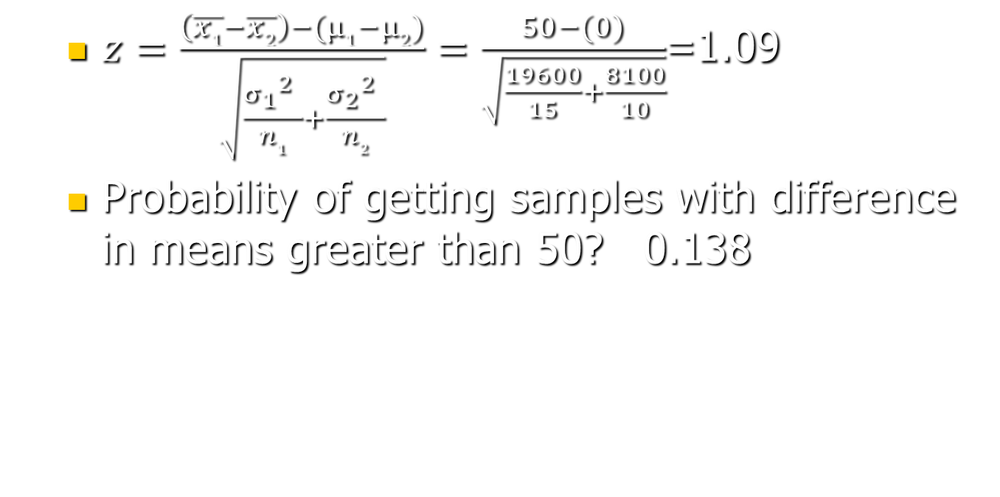 z = (x̄₁−x̄₂)−(μ₁−μ₂) / √(σ₁²/n₁+σ₂²/n₂) = 50−(0) / √(19600/15+8100/10) =1.09
Probability of getting samples with difference
in means greater than 50? 0.138